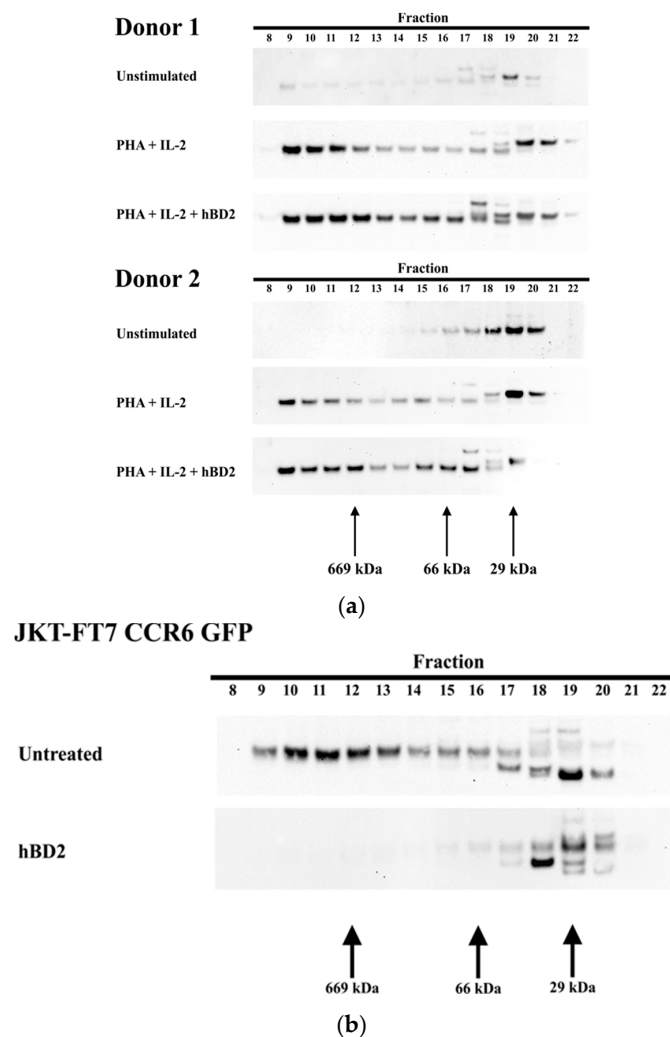 Donor 1
Fraction
8 9 10 11 12 13 14 15 16 17 18 19 20 21 22
Unstimulated
PHA + IL-2
PHA + IL-2 + hBD2
Donor 2
Fraction
8 9 10 11 12 13 14 15 16 17 18 19 20 21 22
Unstimulated
PHA + IL-2
PHA + IL-2 + hBD2
669 kDa 66 kDa 29 kDa
(a)
JKT-FT7 CCR6 GFP
Fraction
8 9 10 11 12 13 14 15 16 17 18 19 20 21 22
Untreated
hBD2
669 kDa 66 kDa 29 kDa
(b)